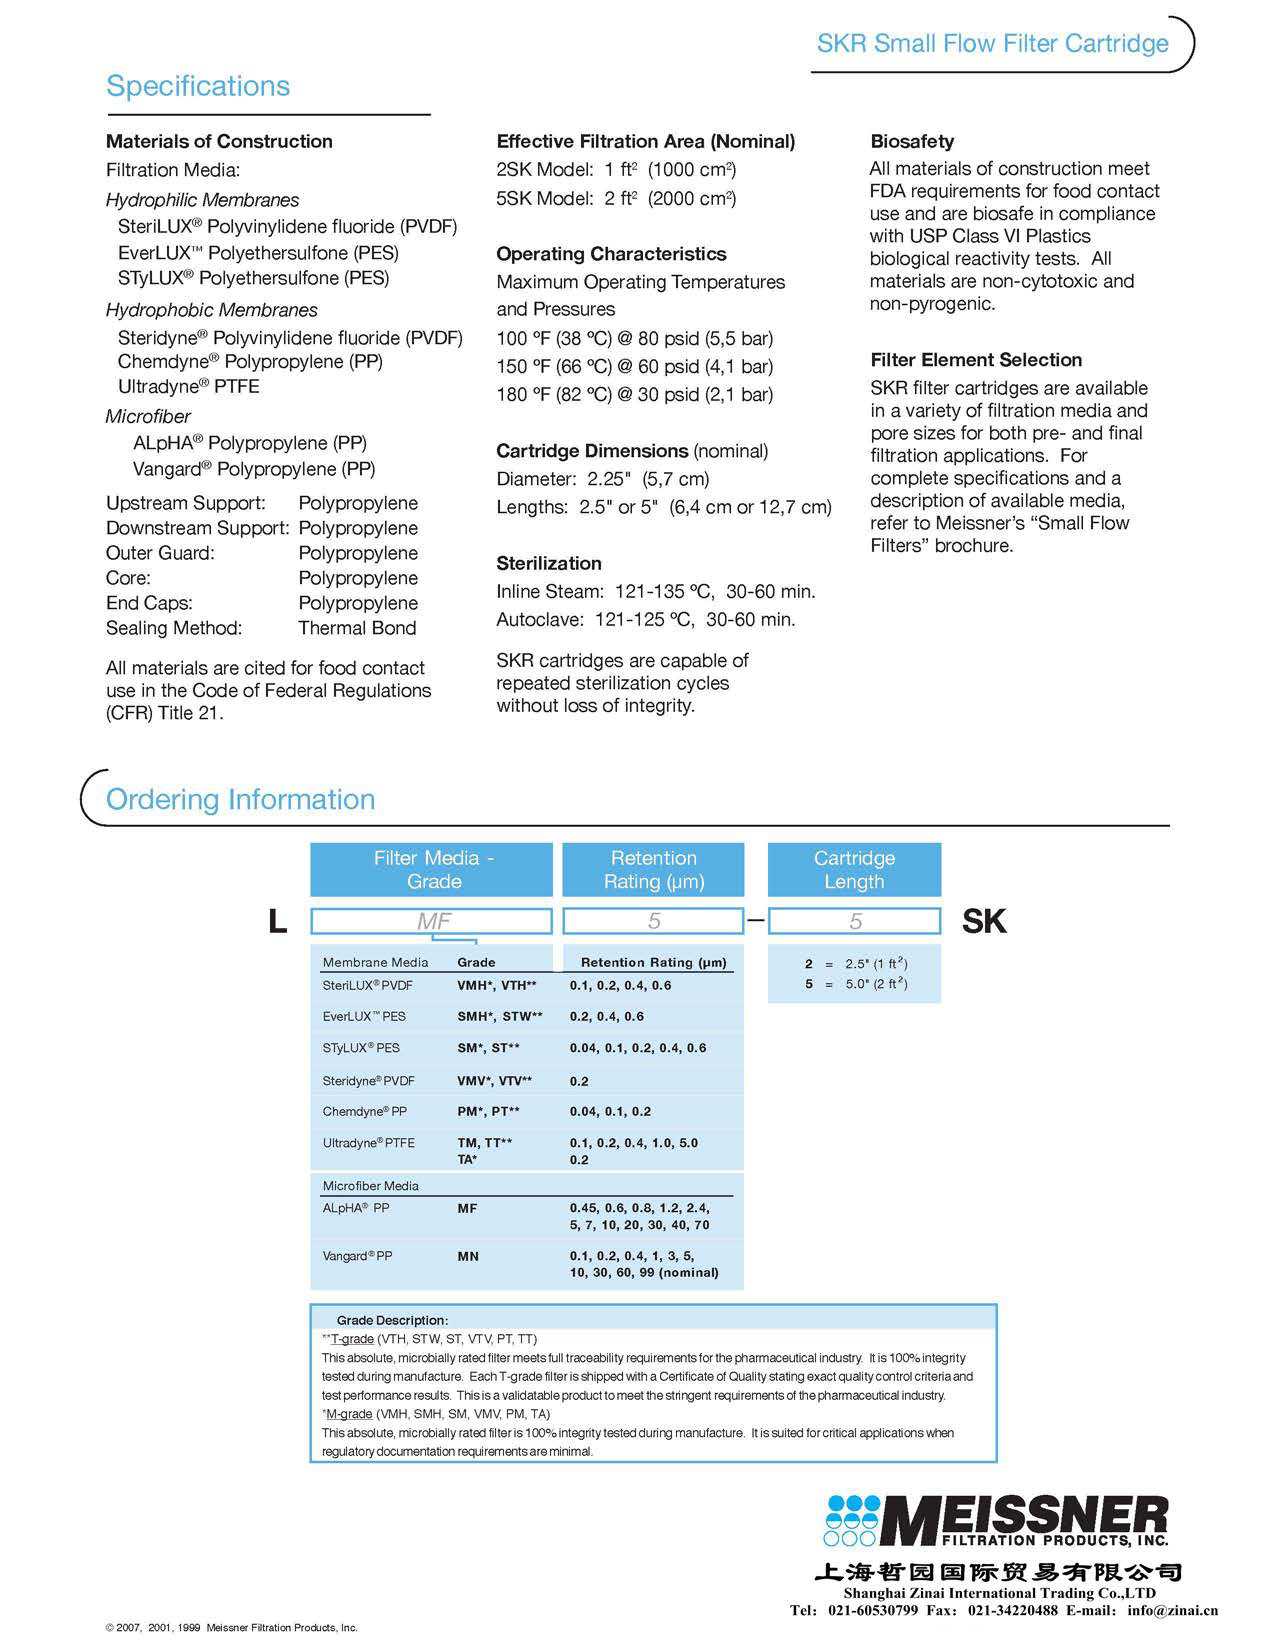 SKR Small Flow Filter Cartridge
Specifications
Materials of Construction
Filtration Media:
Hydrophilic Membranes
SteriLUX® Polyvinylidene fluoride (PVDF)
EverLUX™ Polyethersulfone (PES)
STyLUX® Polyethersulfone (PES)
Hydrophobic Membranes
Steridyne® Polyvinylidene fluoride (PVDF)
Chemdyne® Polypropylene (PP)
Ultradyne® PTFE
Microfiber
ALpHA® Polypropylene (PP)
Vangard® Polypropylene (PP)
Upstream Support: Polypropylene
Downstream Support: Polypropylene
Outer Guard: Polypropylene
Core: Polypropylene
End Caps: Polypropylene
Sealing Method: Thermal Bond
All materials are cited for food contact
use in the Code of Federal Regulations
(CFR) Title 21.
Effective Filtration Area (Nominal)
2SK Model: 1 ft² (1000 cm²)
5SK Model: 2 ft² (2000 cm²)
Operating Characteristics
Maximum Operating Temperatures
and Pressures
100 ºF (38 ºC) @ 80 psid (5,5 bar)
150 ºF (66 ºC) @ 60 psid (4,1 bar)
180 ºF (82 ºC) @ 30 psid (2,1 bar)
Cartridge Dimensions (nominal)
Diameter: 2.25" (5,7 cm)
Lengths: 2.5" or 5" (6,4 cm or 12,7 cm)
Sterilization
Inline Steam: 121-135 ºC, 30-60 min.
Autoclave: 121-125 ºC, 30-60 min.
SKR cartridges are capable of
repeated sterilization cycles
without loss of integrity.
Biosafety
All materials of construction meet
FDA requirements for food contact
use and are biosafe in compliance
with USP Class VI Plastics
biological reactivity tests. All
materials are non-cytotoxic and
non-pyrogenic.
Filter Element Selection
SKR filter cartridges are available
in a variety of filtration media and
pore sizes for both pre- and final
filtration applications. For
complete specifications and a
description of available media,
refer to Meissner’s “Small Flow
Filters” brochure.
Ordering Information
Filter Media -
Grade
Retention
Rating (µm)
Cartridge
Length
L MF 5 – 5 SK
Membrane Media Grade Retention Rating (µm)
SteriLUX® PVDF VMH*, VTH** 0.1, 0.2, 0.4, 0.6
EverLUX™ PES SMH*, STW** 0.2, 0.4, 0.6
STyLUX® PES SM*, ST** 0.04, 0.1, 0.2, 0.4, 0.6
Steridyne® PVDF VMV*, VTV** 0.2
Chemdyne® PP PM*, PT** 0.04, 0.1, 0.2
Ultradyne® PTFE TM, TT** 0.1, 0.2, 0.4, 1.0, 5.0
TA* 0.2
Microfiber Media
ALpHA® PP MF 0.45, 0.6, 0.8, 1.2, 2.4,
5, 7, 10, 20, 30, 40, 70
Vangard® PP MN 0.1, 0.2, 0.4, 1, 3, 5,
10, 30, 60, 99 (nominal)
2 = 2.5" (1 ft²)
5 = 5.0" (2 ft²)
Grade Description:
**T-grade (VTH, STW, ST, VTV, PT, TT)
This absolute, microbially rated filter meets full traceability requirements for the pharmaceutical industry. It is 100% integrity
tested during manufacture. Each T-grade filter is shipped with a Certificate of Quality stating exact quality control criteria and
test performance results. This is a validatable product to meet the stringent requirements of the pharmaceutical industry.
*M-grade (VMH, SMH, SM, VMV, PM, TA)
This absolute, microbially rated filter is 100% integrity tested during manufacture. It is suited for critical applications when
regulatory documentation requirements are minimal.
MEISSNER
FILTRATION PRODUCTS, INC.
上海哲园国际贸易有限公司
Shanghai Zinai International Trading Co.,LTD
Tel：021-60530799 Fax：021-34220488 E-mail：info@zinai.cn
© 2007, 2001, 1999 Meissner Filtration Products, Inc.